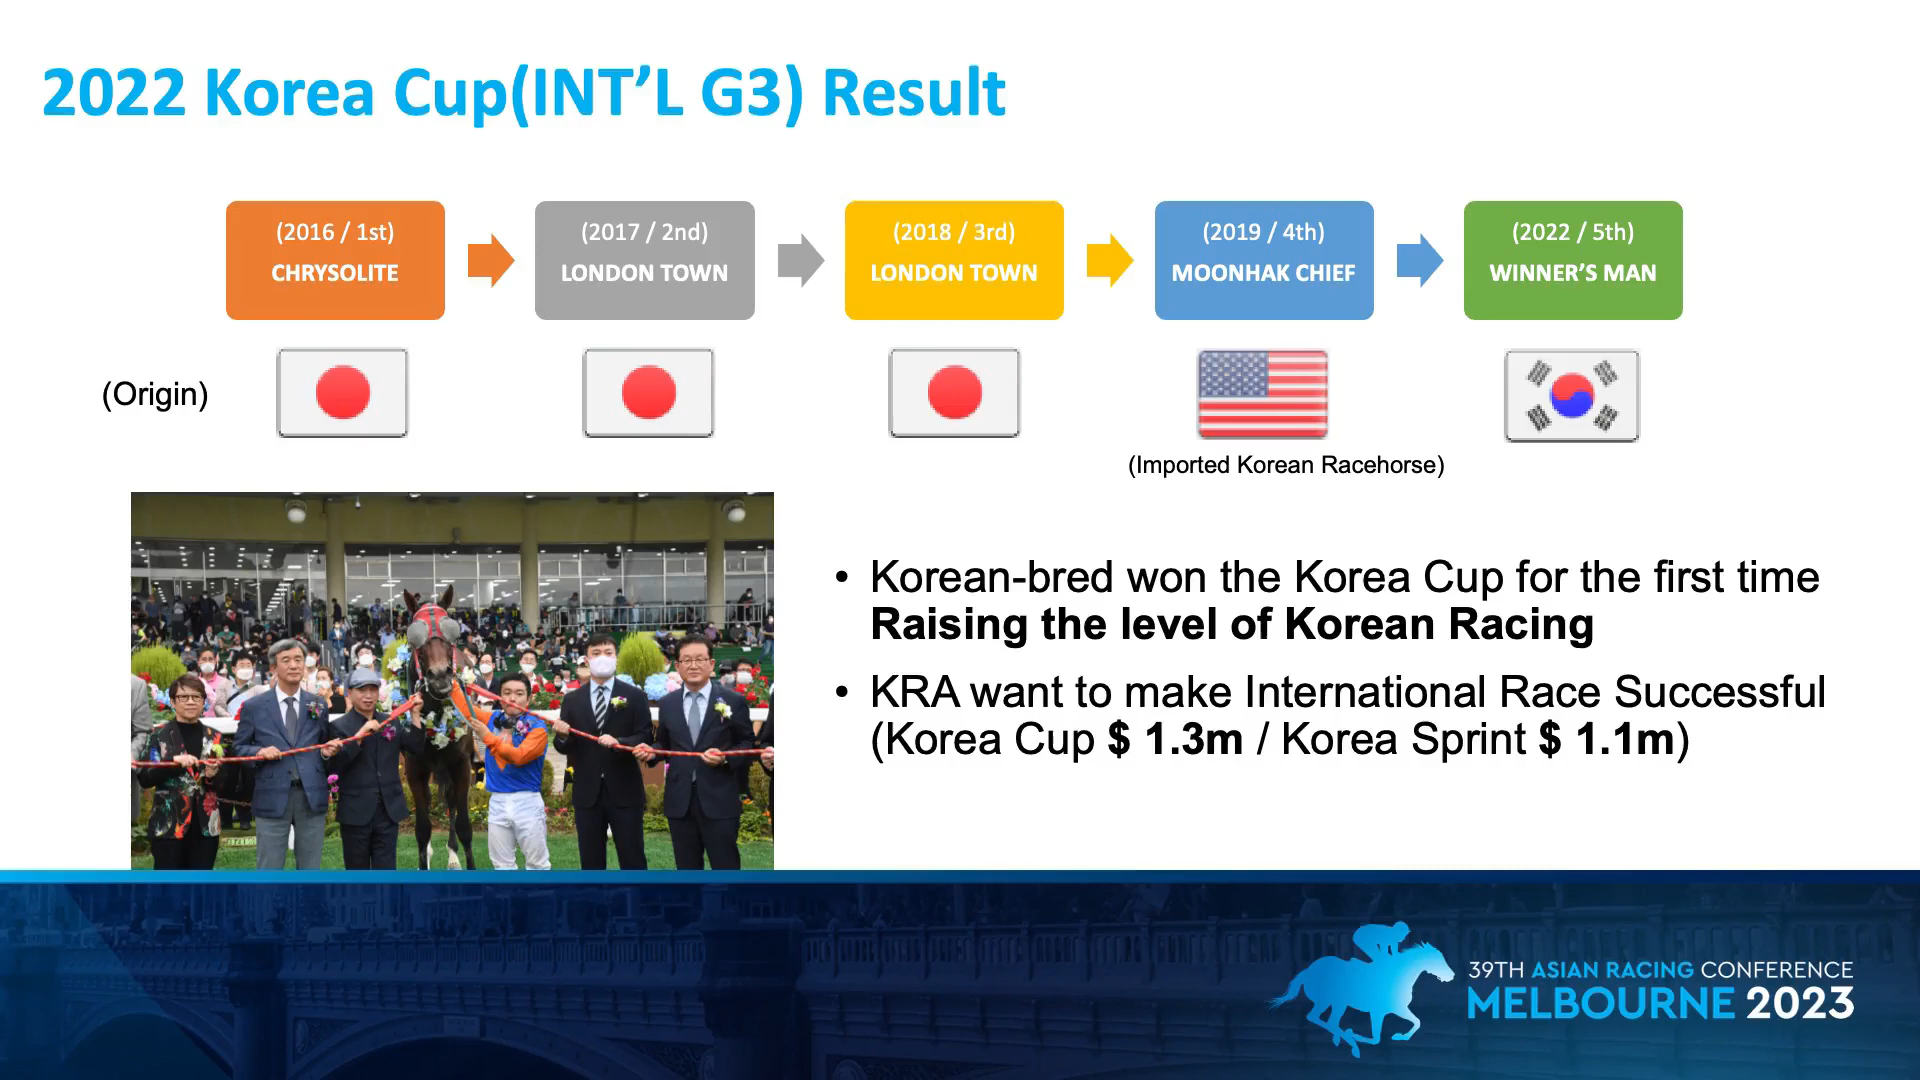 2022 Korea Cup(INT’L G3) Result
(2016 / 1st)
CHRYSOLITE
(2017 / 2nd)
LONDON TOWN
(2018 / 3rd)
LONDON TOWN
(2019 / 4th)
MOONHAK CHIEF
(2022 / 5th)
WINNER’S MAN
(Origin)
(Imported Korean Racehorse)
• Korean-bred won the Korea Cup for the first time
Raising the level of Korean Racing
• KRA want to make International Race Successful
(Korea Cup $ 1.3m / Korea Sprint $ 1.1m)
39TH ASIAN RACING CONFERENCE
MELBOURNE 2023